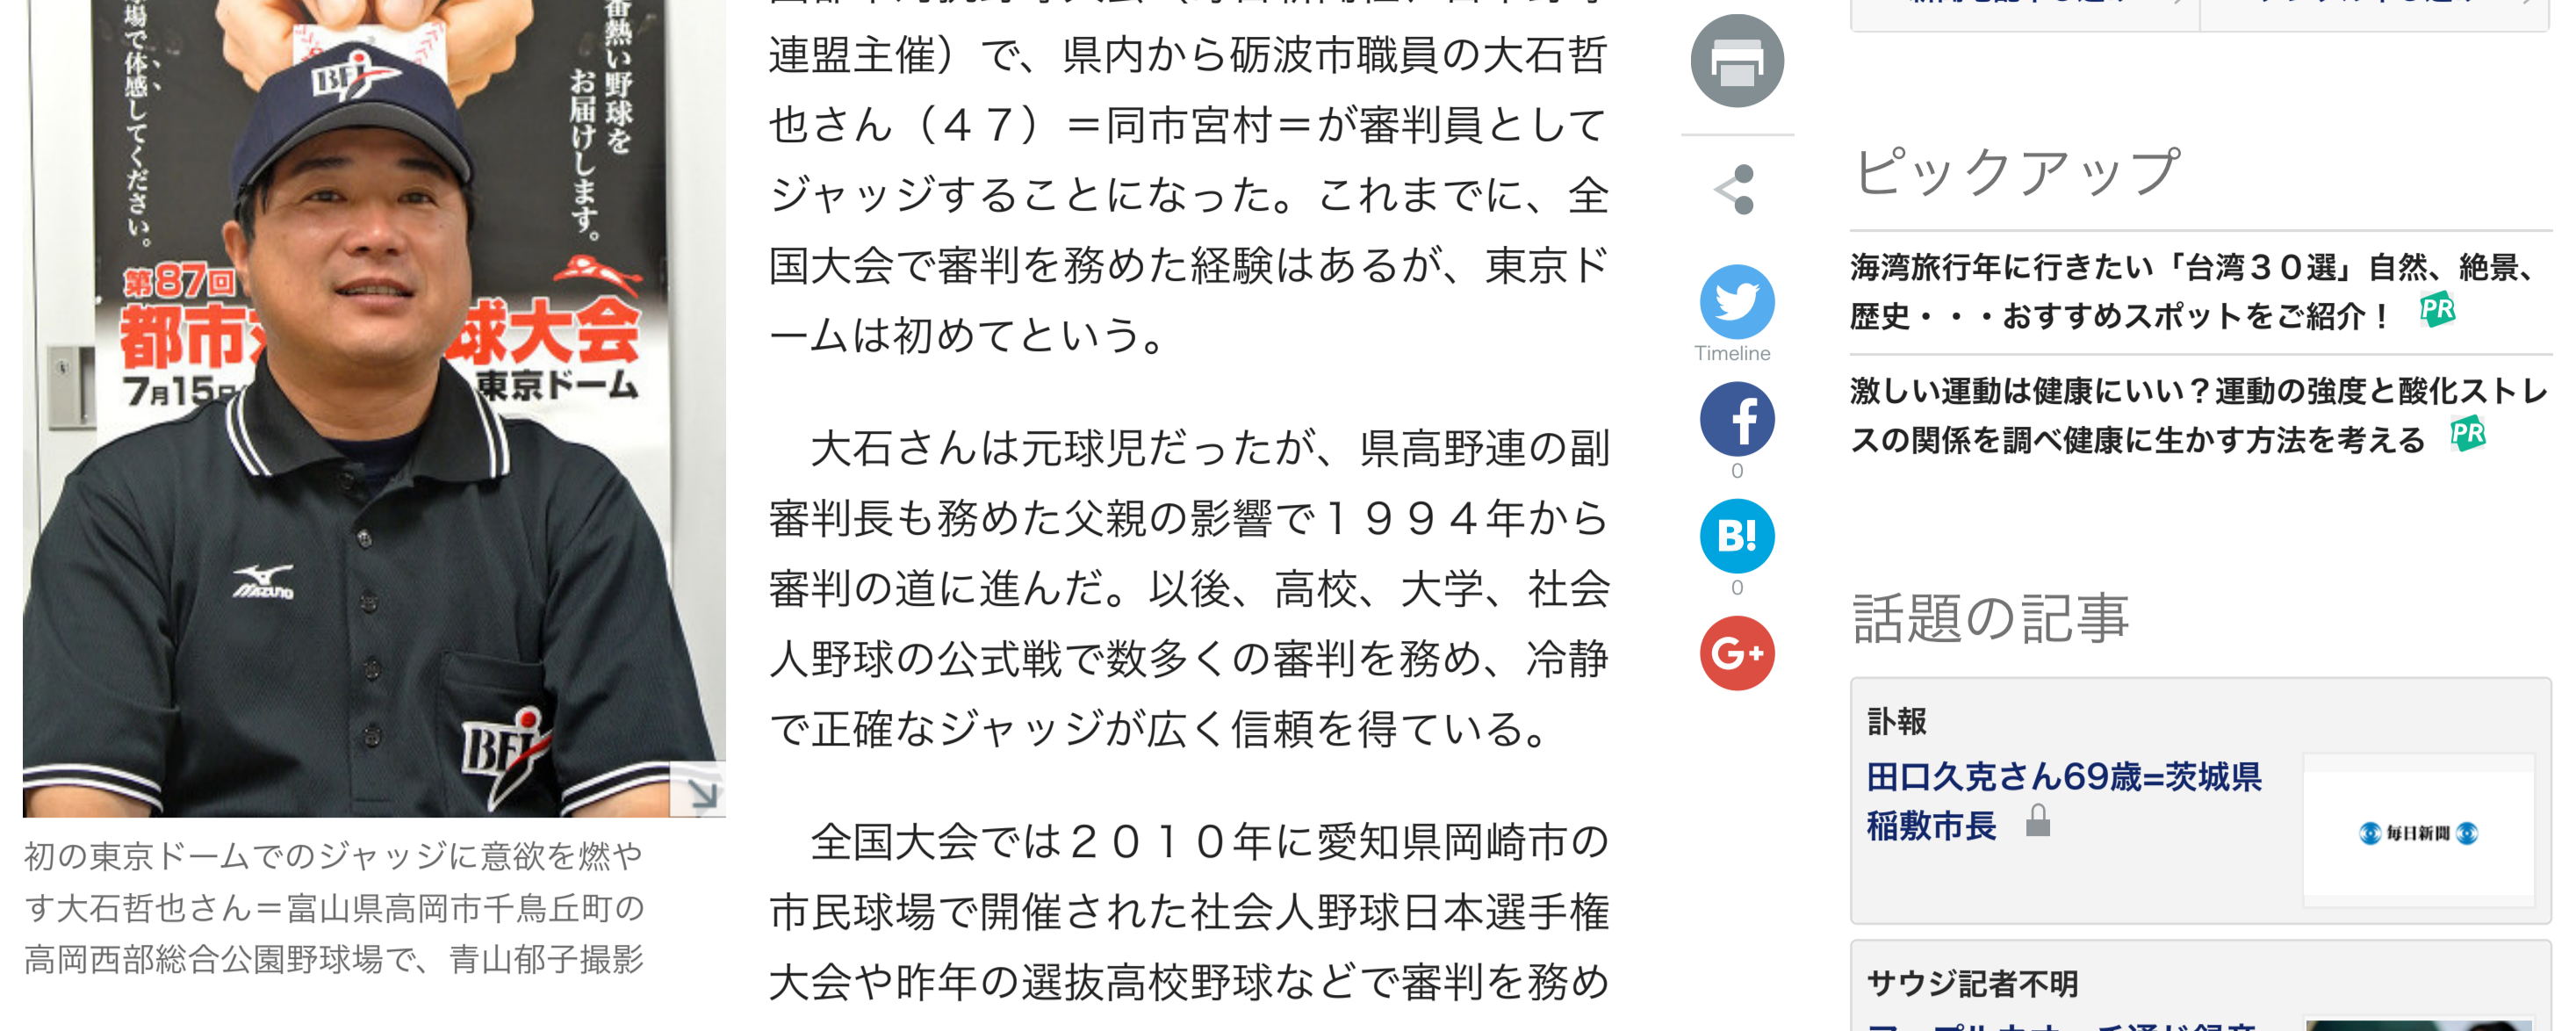 場で体感してください。
番熱い野球を
お届けします。
BFJ
第87回
都市
球大会
7月15日
東京ドーム
MIZUNO
BFJ
初の東京ドームでのジャッジに意欲を燃や
す大石哲也さん＝富山県高岡市千鳥丘町の
高岡西部総合公園野球場で、青山郁子撮影
連盟主催）で、県内から砺波市職員の大石哲
也さん（４７）＝同市宮村＝が審判員として
ジャッジすることになった。これまでに、全
国大会で審判を務めた経験はあるが、東京ド
ームは初めてという。
大石さんは元球児だったが、県高野連の副
審判長も務めた父親の影響で１９９４年から
審判の道に進んだ。以後、高校、大学、社会
人野球の公式戦で数多くの審判を務め、冷静
で正確なジャッジが広く信頼を得ている。
全国大会では２０１０年に愛知県岡崎市の
市民球場で開催された社会人野球日本選手権
大会や昨年の選抜高校野球などで審判を務め
Timeline
0
B!
0
G+
ピックアップ
海湾旅行年に行きたい「台湾３０選」自然、絶景、
歴史・・・おすすめスポットをご紹介！ PR
激しい運動は健康にいい？運動の強度と酸化ストレ
スの関係を調べ健康に生かす方法を考える PR
話題の記事
訃報
田口久克さん69歳=茨城県
稲敷市長
毎日新聞
サウジ記者不明